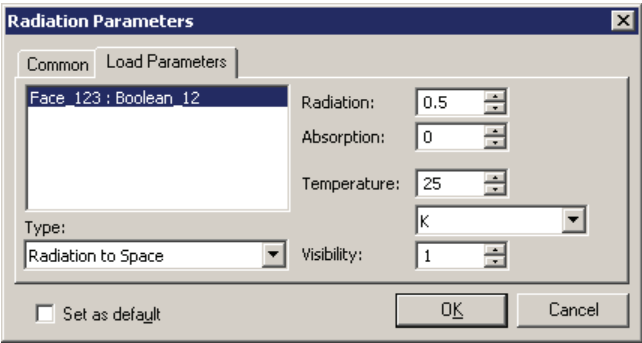 Radiation Parameters
Common
Load Parameters
Face_123 : Boolean_12
Radiation:
0.5
Absorption:
0
Temperature:
25
K
Type:
Radiation to Space
Visibility:
1
Set as default
OK
Cancel